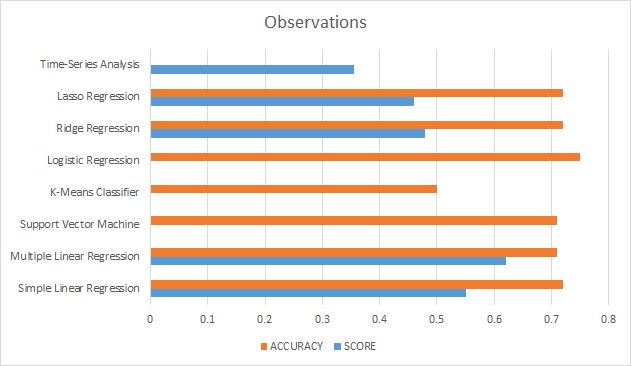 Observations
Time-Series Analysis
Lasso Regression
Ridge Regression
Logistic Regression
K-Means Classifier
Support Vector Machine
Multiple Linear Regression
Simple Linear Regression
0 0.1 0.2 0.3 0.4 0.5 0.6 0.7 0.8
ACCURACY SCORE